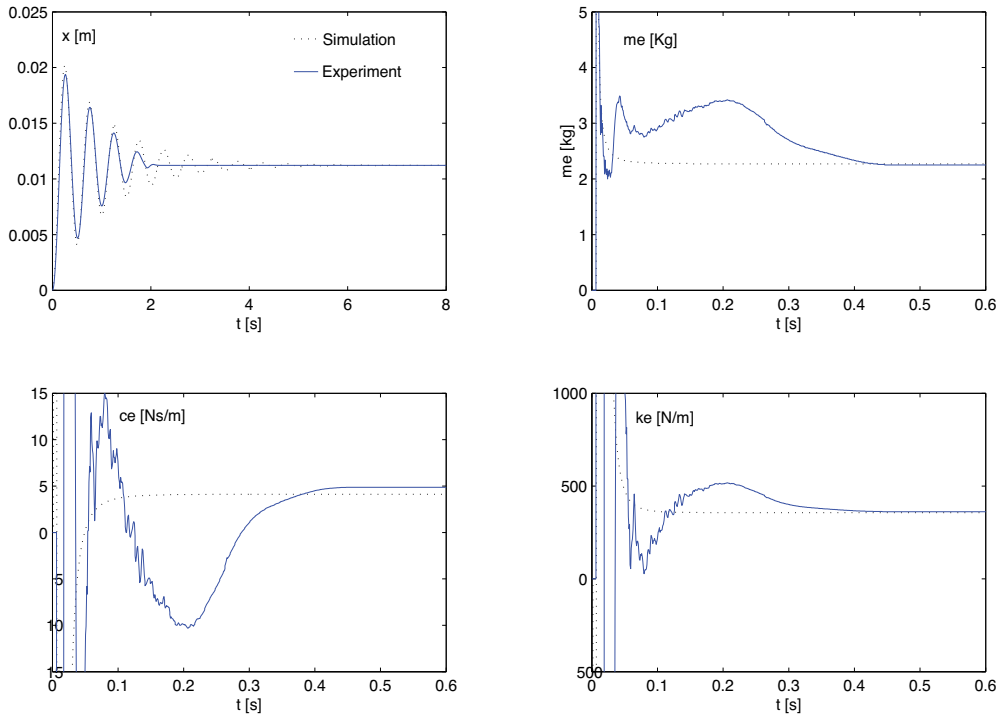 0.025
x [m]
Simulation
Experiment
0.02
0.015
0.01
0.005
0
0 2 4 6 8
t [s]
5
me [Kg]
4
3
me [kg]
2
1
0
0 0.1 0.2 0.3 0.4 0.5 0.6
t [s]
15
ce [Ns/m]
10
5
0
5
10
15
0 0.1 0.2 0.3 0.4 0.5 0.6
t [s]
1000
ke [N/m]
500
0
500
0 0.1 0.2 0.3 0.4 0.5 0.6
t [s]